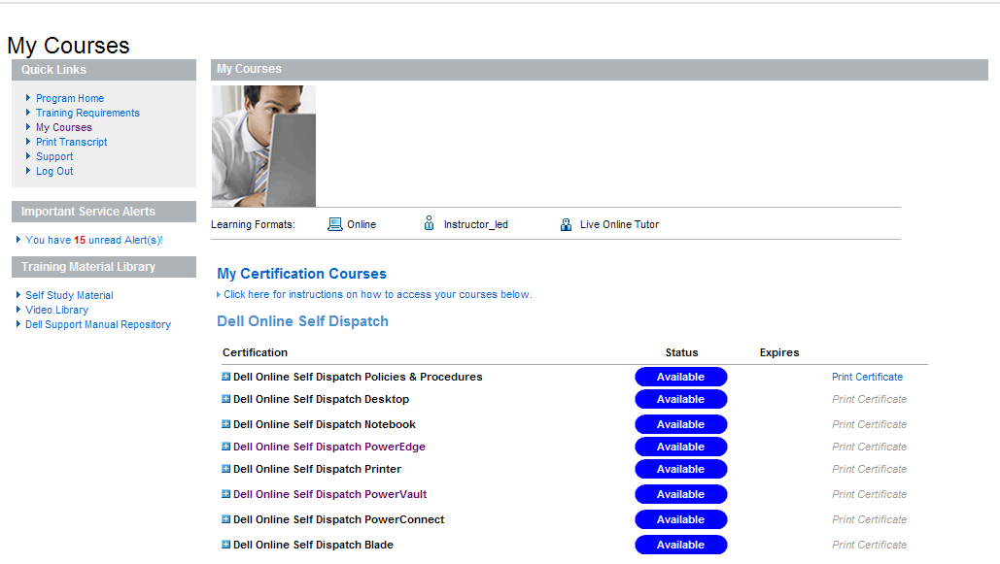 My Courses
Quick Links
Program Home
Training Requirements
My Courses
Print Transcript
Support
Log Out
Important Service Alerts
You have 15 unread Alert(s)!
Training Material Library
Self Study Material
Video Library
Dell Support Manual Repository
My Courses
Learning Formats: Online Instructor_led Live Online Tutor
My Certification Courses
Click here for instructions on how to access your courses below.
Dell Online Self Dispatch
Certification Status Expires
Dell Online Self Dispatch Policies & Procedures Available Print Certificate
Dell Online Self Dispatch Desktop Available Print Certificate
Dell Online Self Dispatch Notebook Available Print Certificate
Dell Online Self Dispatch PowerEdge Available Print Certificate
Dell Online Self Dispatch Printer Available Print Certificate
Dell Online Self Dispatch PowerVault Available Print Certificate
Dell Online Self Dispatch PowerConnect Available Print Certificate
Dell Online Self Dispatch Blade Available Print Certificate